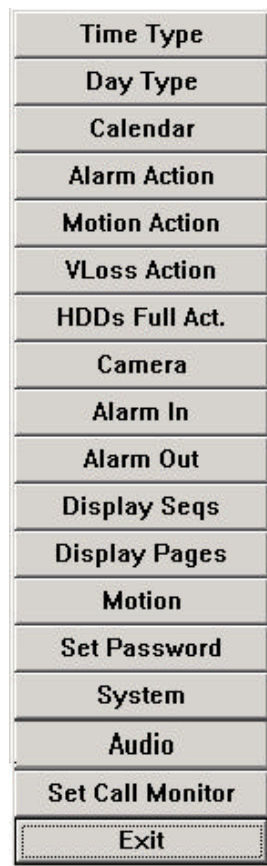 Time Type
Day Type
Calendar
Alarm Action
Motion Action
VLoss Action
HDDs Full Act.
Camera
Alarm In
Alarm Out
Display Seqs
Display Pages
Motion
Set Password
System
Audio
Set Call Monitor
Exit